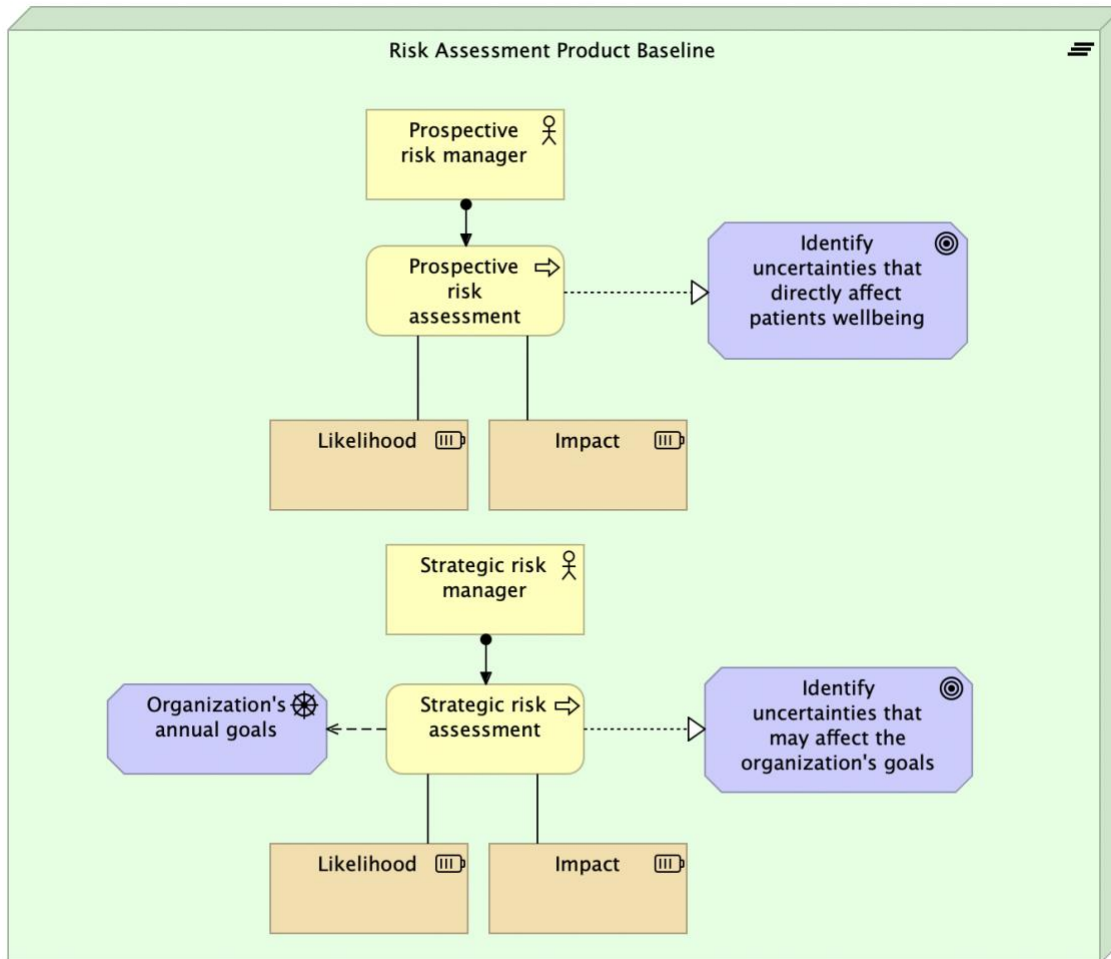 Risk Assessment Product Baseline
Prospective
risk manager
Prospective
risk
assessment
Identify
uncertainties that
directly affect
patients wellbeing
Likelihood
Impact
Strategic risk
manager
Organization's
annual goals
Strategic risk
assessment
Identify
uncertainties that
may affect the
organization's goals
Likelihood
Impact